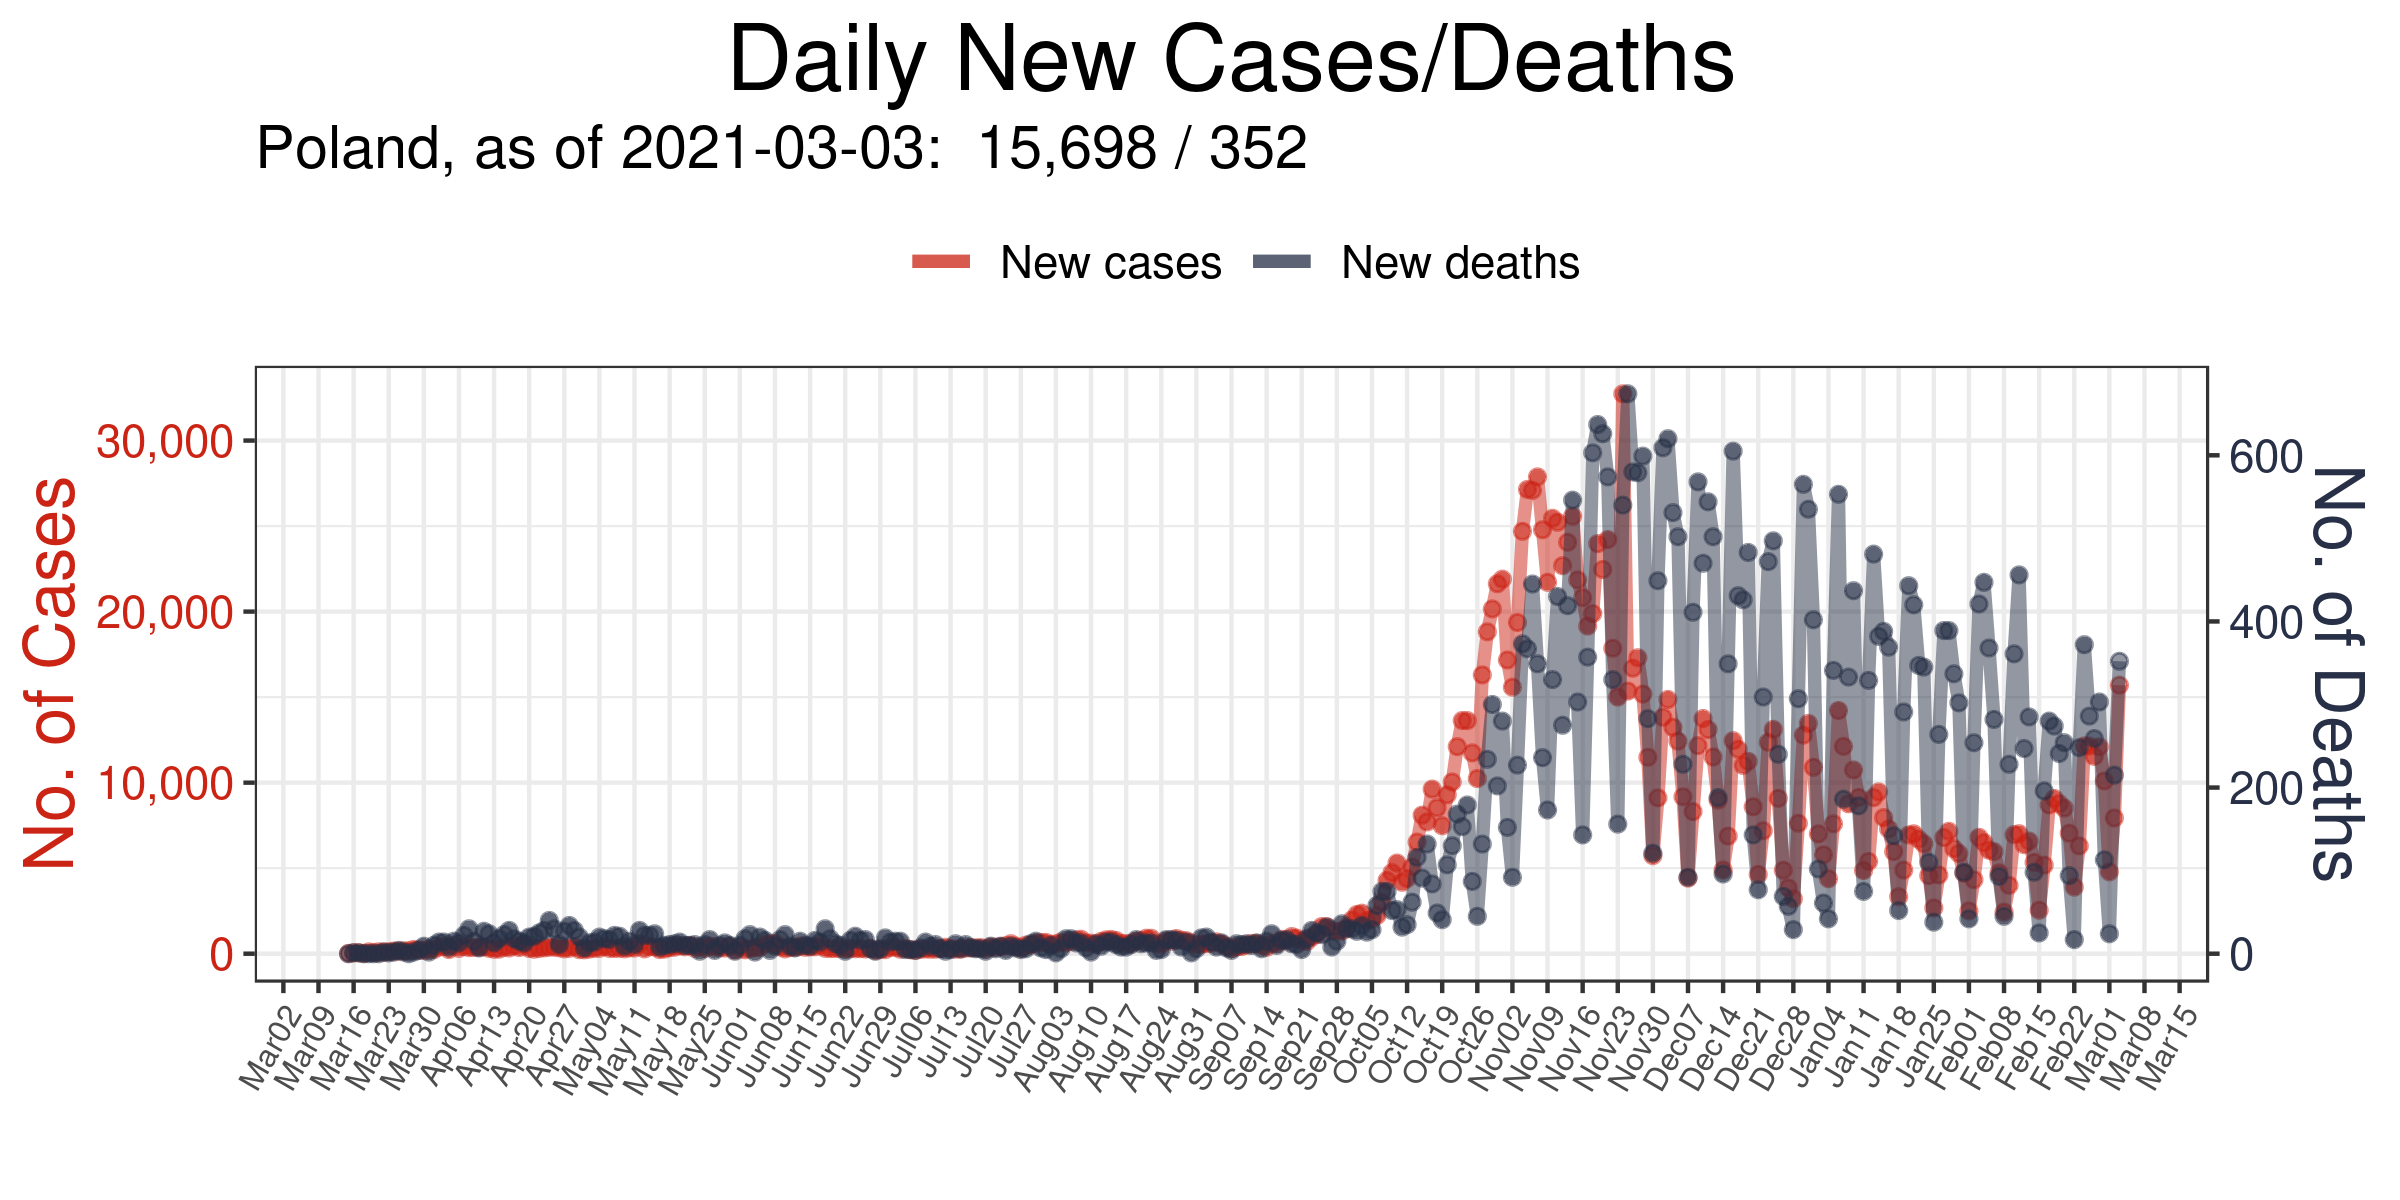 Daily New Cases/Deaths
Poland, as of 2021-03-03:  15,698 / 352
New cases
New deaths
No. of Cases
30,000
20,000
10,000
0
600
400
200
0
No. of Deaths
Mar02
Mar09
Mar16
Mar23
Mar30
Apr06
Apr13
Apr20
Apr27
May04
May11
May18
May25
Jun01
Jun08
Jun15
Jun22
Jun29
Jul06
Jul13
Jul20
Jul27
Aug03
Aug10
Aug17
Aug24
Aug31
Sep07
Sep14
Sep21
Sep28
Oct05
Oct12
Oct19
Oct26
Nov02
Nov09
Nov16
Nov23
Nov30
Dec07
Dec14
Dec21
Dec28
Dec04
Jan11
Jan18
Jan25
Jan01
Feb08
Feb08
Feb15
Feb22
Mar01
Mar08
Mar15